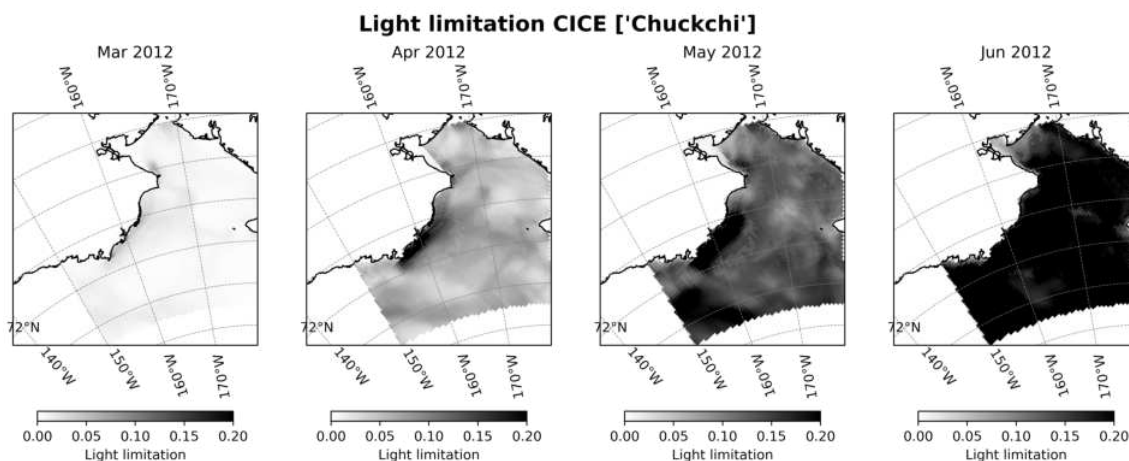 Light limitation CICE ['Chuckchi']
Mar 2012
Apr 2012
May 2012
Jun 2012
160°W 170°W
160°W 170°W
160°W 170°W
160°W 170°W
72°N
72°N
72°N
72°N
140°W 150°W 160°W 170°W
140°W 150°W 160°W 170°W
140°W 150°W 160°W 170°W
140°W 150°W 160°W 170°W
0.00 0.05 0.10 0.15 0.20
0.00 0.05 0.10 0.15 0.20
0.00 0.05 0.10 0.15 0.20
0.00 0.05 0.10 0.15 0.20
Light limitation
Light limitation
Light limitation
Light limitation